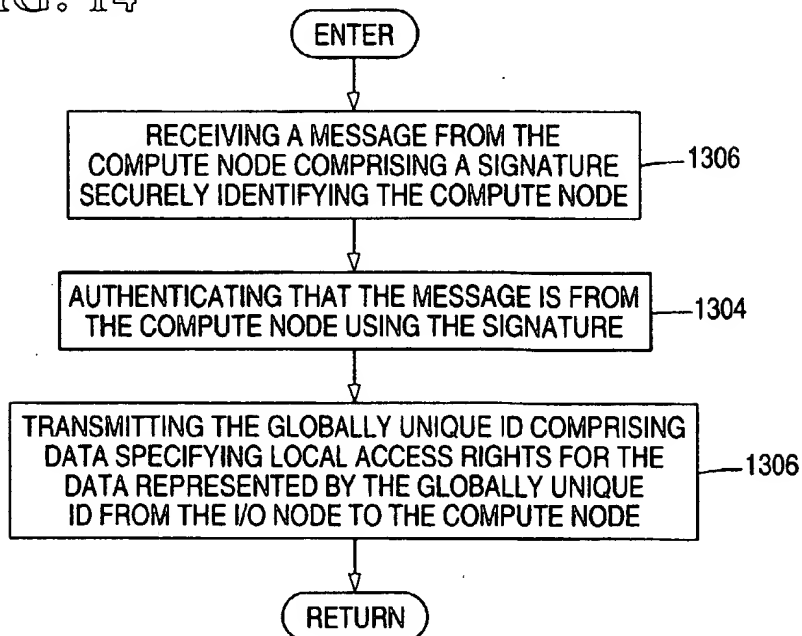 FIG. 14
ENTER
RECEIVING A MESSAGE FROM THE
COMPUTE NODE COMPRISING A SIGNATURE
SECURELY IDENTIFYING THE COMPUTE NODE
1306
AUTHENTICATING THAT THE MESSAGE IS FROM
THE COMPUTE NODE USING THE SIGNATURE
1304
TRANSMITTING THE GLOBALLY UNIQUE ID COMPRISING
DATA SPECIFYING LOCAL ACCESS RIGHTS FOR THE
DATA REPRESENTED BY THE GLOBALLY UNIQUE
ID FROM THE I/O NODE TO THE COMPUTE NODE
1306
RETURN